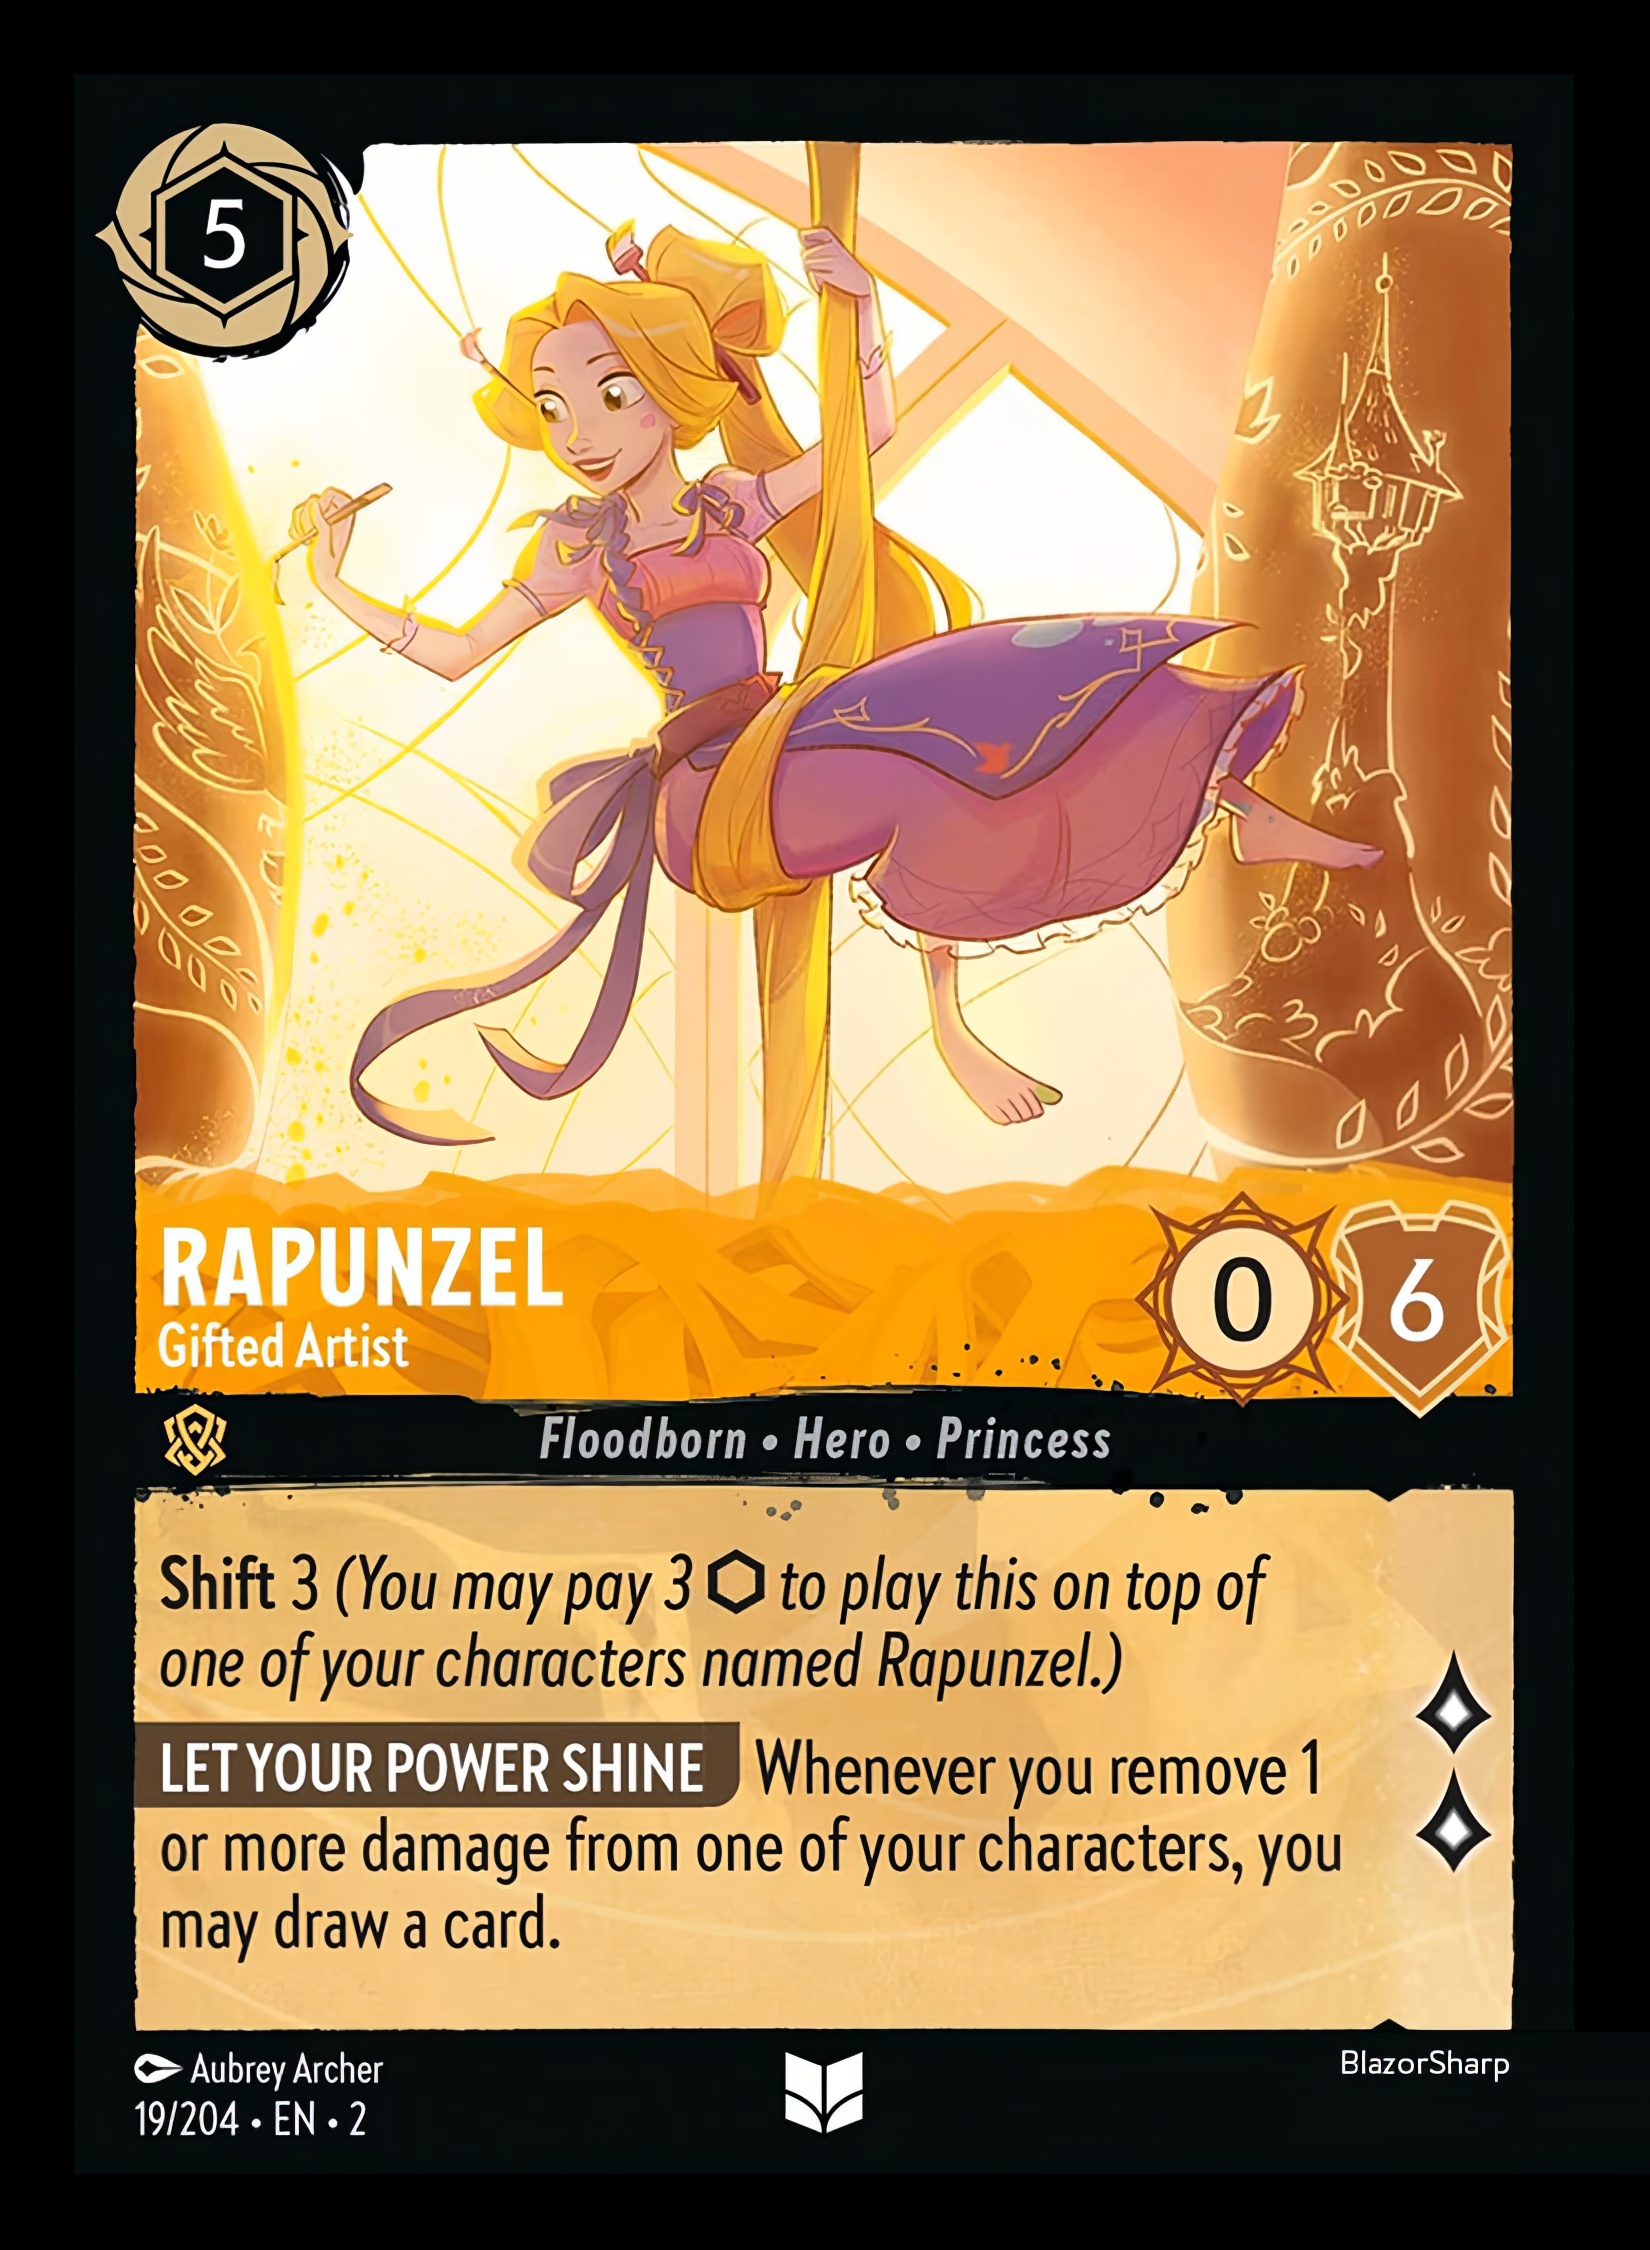 5
RAPUNZEL
Gifted Artist
0
6
Floodborn • Hero • Princess
Shift 3 (You may pay 3 ⬡ to play this on top of
one of your characters named Rapunzel.)
LET YOUR POWER SHINE Whenever you remove 1
or more damage from one of your characters, you
may draw a card.
Aubrey Archer
19/204 • EN • 2
BlazorSharp